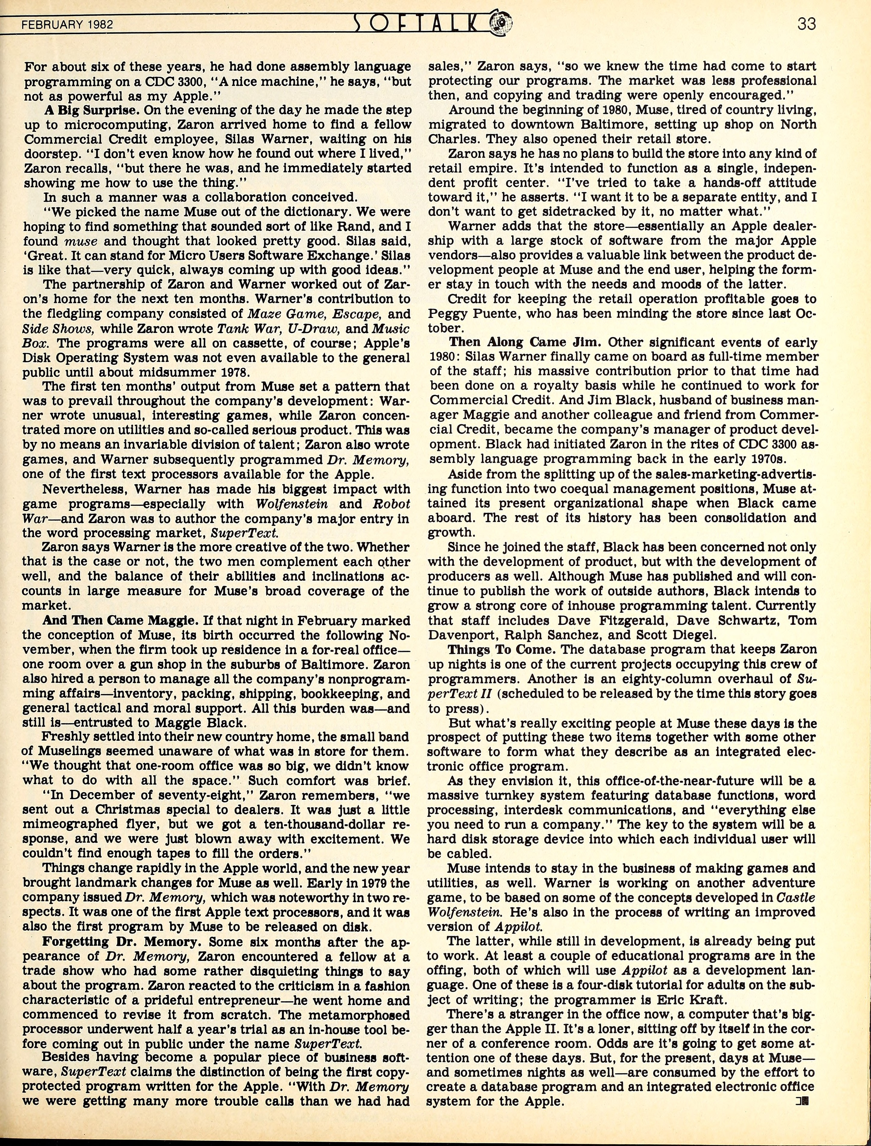 FEBRUARY 1982
SOFTALK
33
For about six of these years, he had done assembly language
programming on a CDC 3300, "A nice machine," he says, "but
not as powerful as my Apple."
A Big Surprise. On the evening of the day he made the step
up to microcomputing, Zaron arrived home to find a fellow
Commercial Credit employee, Silas Warner, waiting on his
doorstep. "I don't even know how he found out where I lived,"
Zaron recalls, "but there he was, and he immediately started
showing me how to use the thing."
In such a manner was a collaboration conceived.
"We picked the name Muse out of the dictionary. We were
hoping to find something that sounded sort of like Rand, and I
found muse and thought that looked pretty good. Silas said,
'Great. It can stand for Micro Users Software Exchange.' Silas
is like that—very quick, always coming up with good ideas."
The partnership of Zaron and Warner worked out of Zar-
on's home for the next ten months. Warner's contribution to
the fledgling company consisted of Maze Game, Escape, and
Side Shows, while Zaron wrote Tank War, U-Draw, and Music
Box. The programs were all on cassette, of course; Apple's
Disk Operating System was not even available to the general
public until about midsummer 1978.
The first ten months' output from Muse set a pattern that
was to prevail throughout the company's development: War-
ner wrote unusual, interesting games, while Zaron concen-
trated more on utilities and so-called serious product. This was
by no means an invariable division of talent; Zaron also wrote
games, and Warner subsequently programmed Dr. Memory,
one of the first text processors available for the Apple.
Nevertheless, Warner has made his biggest impact with
game programs—especially with Wolfenstein and Robot
War—and Zaron was to author the company's major entry in
the word processing market, SuperText.
Zaron says Warner is the more creative of the two. Whether
that is the case or not, the two men complement each other
well, and the balance of their abilities and inclinations ac-
counts in large measure for Muse's broad coverage of the
market.
And Then Came Maggie. If that night in February marked
the conception of Muse, its birth occurred the following No-
vember, when the firm took up residence in a for-real office—
one room over a gun shop in the suburbs of Baltimore. Zaron
also hired a person to manage all the company's nonprogram-
ming affairs—inventory, packing, shipping, bookkeeping, and
general tactical and moral support. All this burden was—and
still is—entrusted to Maggie Black.
Freshly settled into their new country home, the small band
of Muselings seemed unaware of what was in store for them.
"We thought that one-room office was so big, we didn't know
what to do with all the space." Such comfort was brief.
"In December of seventy-eight," Zaron remembers, "we
sent out a Christmas special to dealers. It was just a little
mimeographed flyer, but we got a ten-thousand-dollar re-
sponse, and we were just blown away with excitement. We
couldn't find enough tapes to fill the orders."
Things change rapidly in the Apple world, and the new year
brought landmark changes for Muse as well. Early in 1979 the
company issued Dr. Memory, which was noteworthy in two re-
spects. It was one of the first Apple text processors, and it was
also the first program by Muse to be released on disk.
Forgetting Dr. Memory. Some six months after the ap-
pearance of Dr. Memory, Zaron encountered a fellow at a
trade show who had some rather disquieting things to say
about the program. Zaron reacted to the criticism in a fashion
characteristic of a prideful entrepreneur—he went home and
commenced to revise it from scratch. The metamorphosed
processor underwent half a year's trial as an in-house tool be-
fore coming out in public under the name SuperText.
Besides having become a popular piece of business soft-
ware, SuperText claims the distinction of being the first copy-
protected program written for the Apple. "With Dr. Memory
we were getting many more trouble calls than we had had
sales," Zaron says, "so we knew the time had come to start
protecting our programs. The market was less professional
then, and copying and trading were openly encouraged."
Around the beginning of 1980, Muse, tired of country living,
migrated to downtown Baltimore, setting up shop on North
Charles. They also opened their retail store.
Zaron says he has no plans to build the store into any kind of
retail empire. It's intended to function as a single, indepen-
dent profit center. "I've tried to take a hands-off attitude
toward it," he asserts. "I want it to be a separate entity, and I
don't want to get sidetracked by it, no matter what."
Warner adds that the store—essentially an Apple dealer-
ship with a large stock of software from the major Apple
vendors—also provides a valuable link between the product de-
velopment people at Muse and the end user, helping the form-
er stay in touch with the needs and moods of the latter.
Credit for keeping the retail operation profitable goes to
Peggy Puente, who has been minding the store since last Oc-
tober.
Then Along Came Jim. Other significant events of early
1980: Silas Warner finally came on board as full-time member
of the staff; his massive contribution prior to that time had
been done on a royalty basis while he continued to work for
Commercial Credit. And Jim Black, husband of business man-
ager Maggie and another colleague and friend from Commer-
cial Credit, became the company's manager of product devel-
opment. Black had initiated Zaron in the rites of CDC 3300 as-
sembly language programming back in the early 1970s.
Aside from the splitting up of the sales-marketing-advertis-
ing function into two coequal management positions, Muse at-
tained its present organizational shape when Black came
aboard. The rest of its history has been consolidation and
growth.
Since he joined the staff, Black has been concerned not only
with the development of product, but with the development of
producers as well. Although Muse has published and will con-
tinue to publish the work of outside authors, Black intends to
grow a strong core of inhouse programming talent. Currently
that staff includes Dave Fitzgerald, Dave Schwartz, Tom
Davenport, Ralph Sanchez, and Scott Diegel.
Things To Come. The database program that keeps Zaron
up nights is one of the current projects occupying this crew of
programmers. Another is an eighty-column overhaul of Su-
perText II (scheduled to be released by the time this story goes
to press).
But what's really exciting people at Muse these days is the
prospect of putting these two items together with some other
software to form what they describe as an integrated elec-
tronic office program.
As they envision it, this office-of-the-near-future will be a
massive turnkey system featuring database functions, word
processing, interdesk communications, and "everything else
you need to run a company." The key to the system will be a
hard disk storage device into which each individual user will
be cabled.
Muse intends to stay in the business of making games and
utilities, as well. Warner is working on another adventure
game, to be based on some of the concepts developed in Castle
Wolfenstein. He's also in the process of writing an improved
version of Appilot.
The latter, while still in development, is already being put
to work. At least a couple of educational programs are in the
offing, both of which will use Appilot as a development lan-
guage. One of these is a four-disk tutorial for adults on the sub-
ject of writing; the programmer is Eric Kraft.
There's a stranger in the office now, a computer that's big-
ger than the Apple II. It's a loner, sitting off by itself in the cor-
ner of a conference room. Odds are it's going to get some at-
tention one of these days. But, for the present, days at Muse—
and sometimes nights as well—are consumed by the effort to
create a database program and an integrated electronic office
system for the Apple.